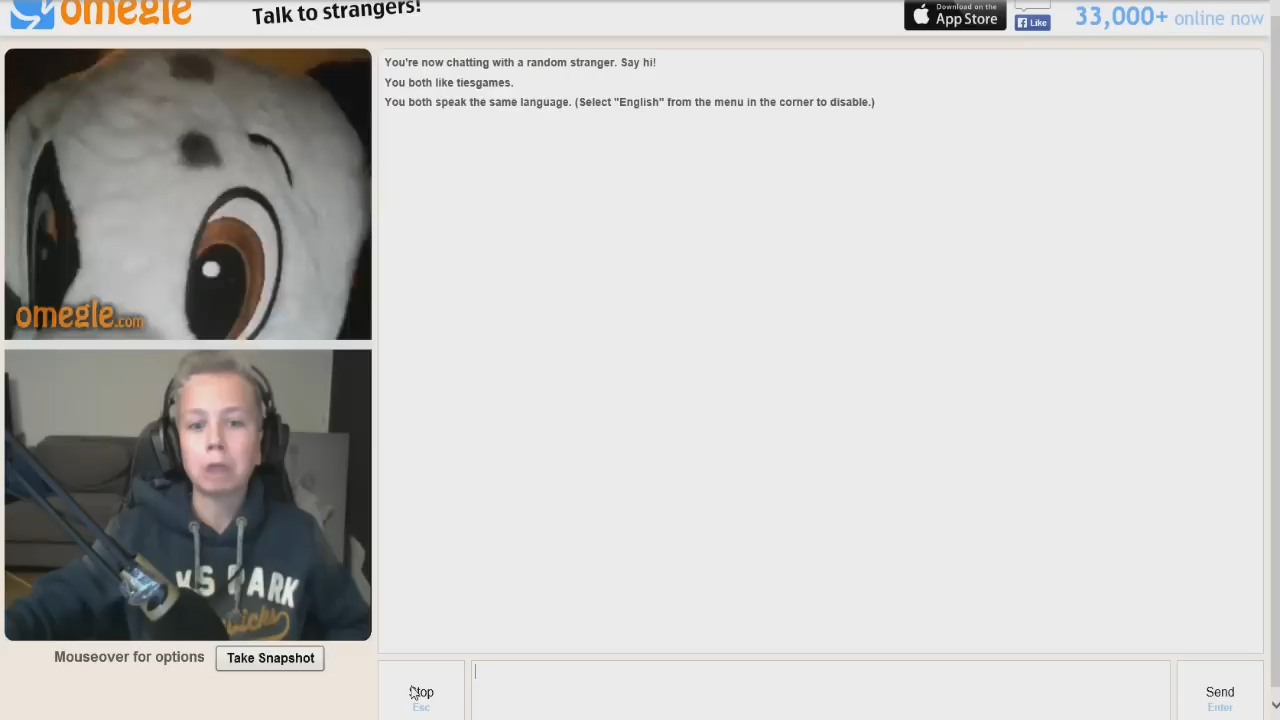 omegle
Talk to strangers!
Download on the
App Store
Like
33,000+ online now
You're now chatting with a random stranger. Say hi!
You both like tiesgames.
You both speak the same language. (Select "English" from the menu in the corner to disable.)
omegle.com
PARK
Mouseover for options
Take Snapshot
Stop
Esc
Send
Enter